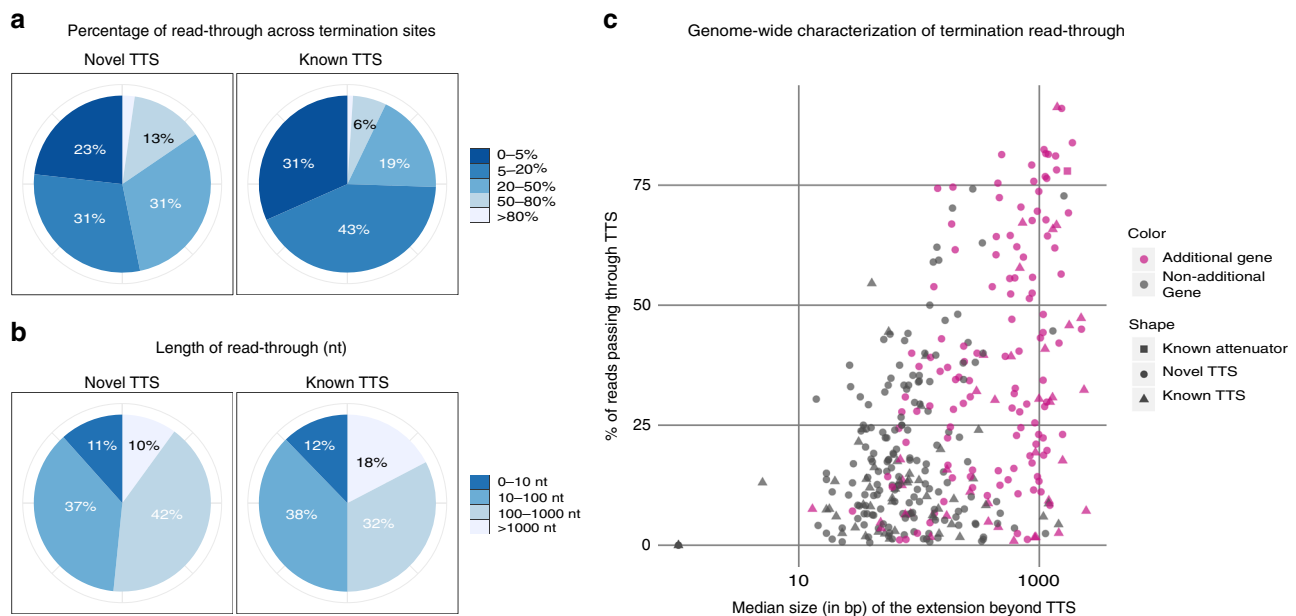 a
Percentage of read-through across termination sites
Novel TTS
Known TTS
23%
13%
31%
31%
31%
6%
19%
43%
0–5%
5–20%
20–50%
50–80%
>80%
b
Length of read-through (nt)
Novel TTS
Known TTS
11%
10%
37%
42%
12%
18%
38%
32%
0–10 nt
10–100 nt
100–1000 nt
>1000 nt
c
Genome-wide characterization of termination read-through
% of reads passing through TTS
75
50
25
0
10
1000
Median size (in bp) of the extension beyond TTS
Color
Additional gene
Non-additional
Gene
Shape
Known attenuator
Novel TTS
Known TTS